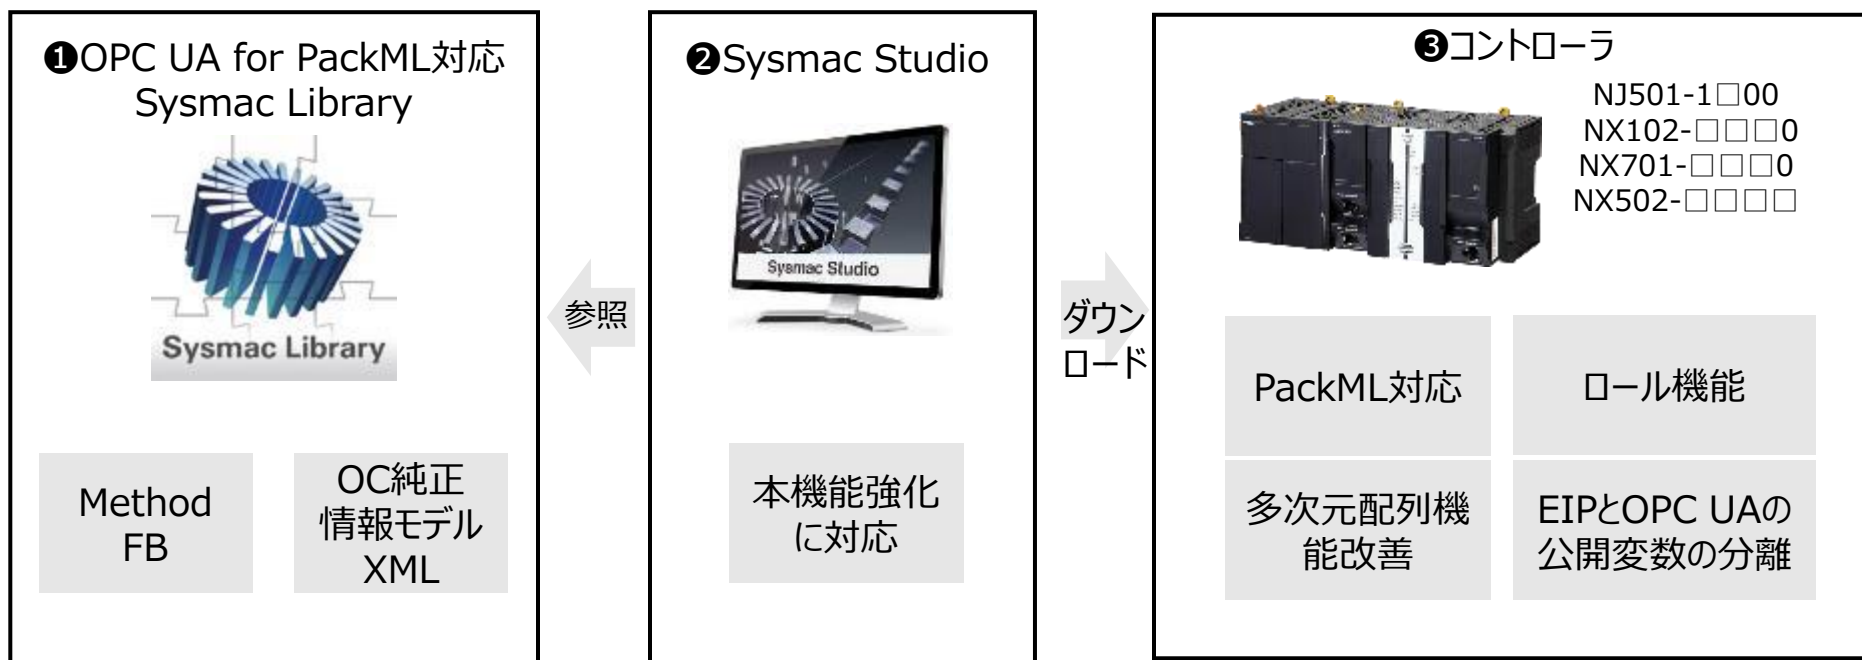 ❶OPC UA for PackML対応
Sysmac Library
Sysmac Library
Method
FB
OC純正
情報モデル
XML
参照
❷Sysmac Studio
Sysmac Studio
本機能強化
に対応
ダウン
ロード
❸コントローラ
NJ501-1□00
NX102-□□□0
NX701-□□□0
NX502-□□□□
PackML対応
ロール機能
多次元配列機
能改善
EIPとOPC UAの
公開変数の分離